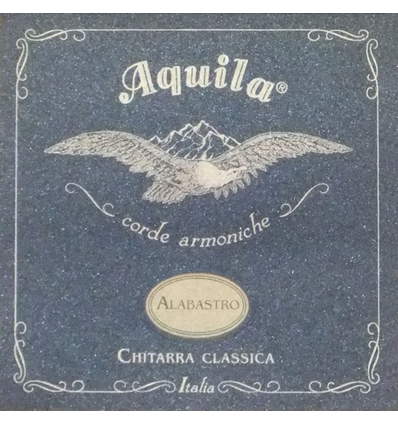 Aquila®
corde armoniche
ALABASTRO
CHITARRA CLASSICA
Italia